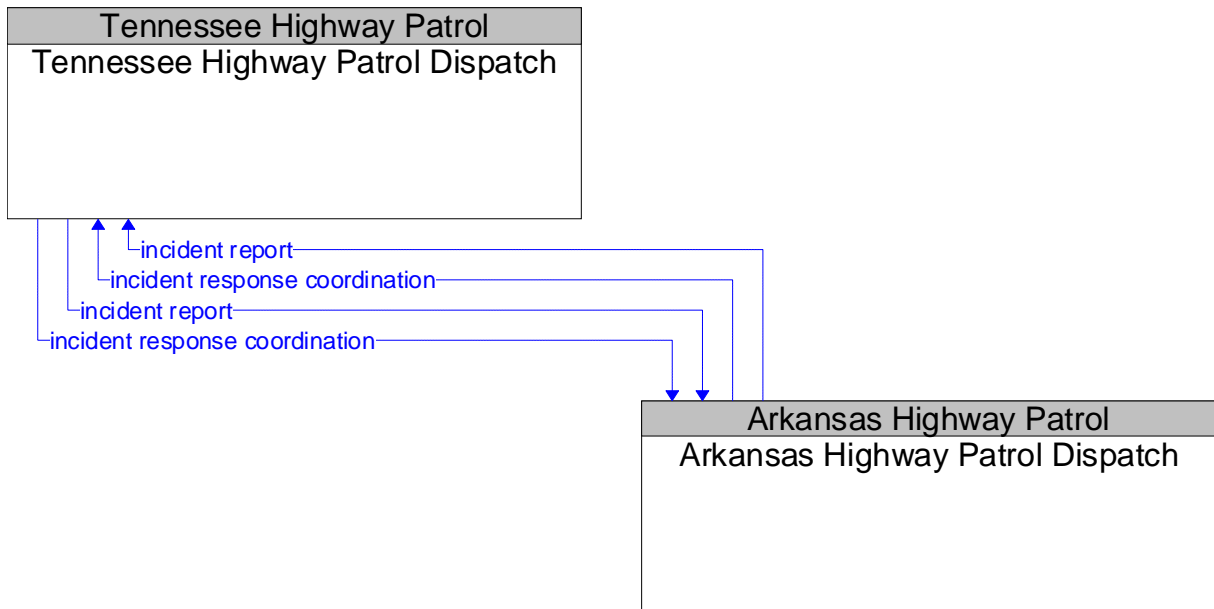 Tennessee Highway Patrol
Tennessee Highway Patrol Dispatch
incident report
incident response coordination
incident report
incident response coordination
Arkansas Highway Patrol
Arkansas Highway Patrol Dispatch